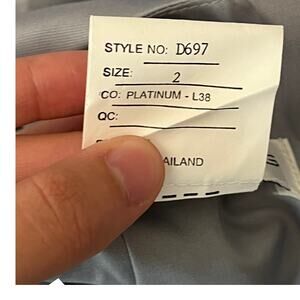 STYLE NO: D697
SIZE: 2
CO: PLATINUM - L38
QC:
AILAND